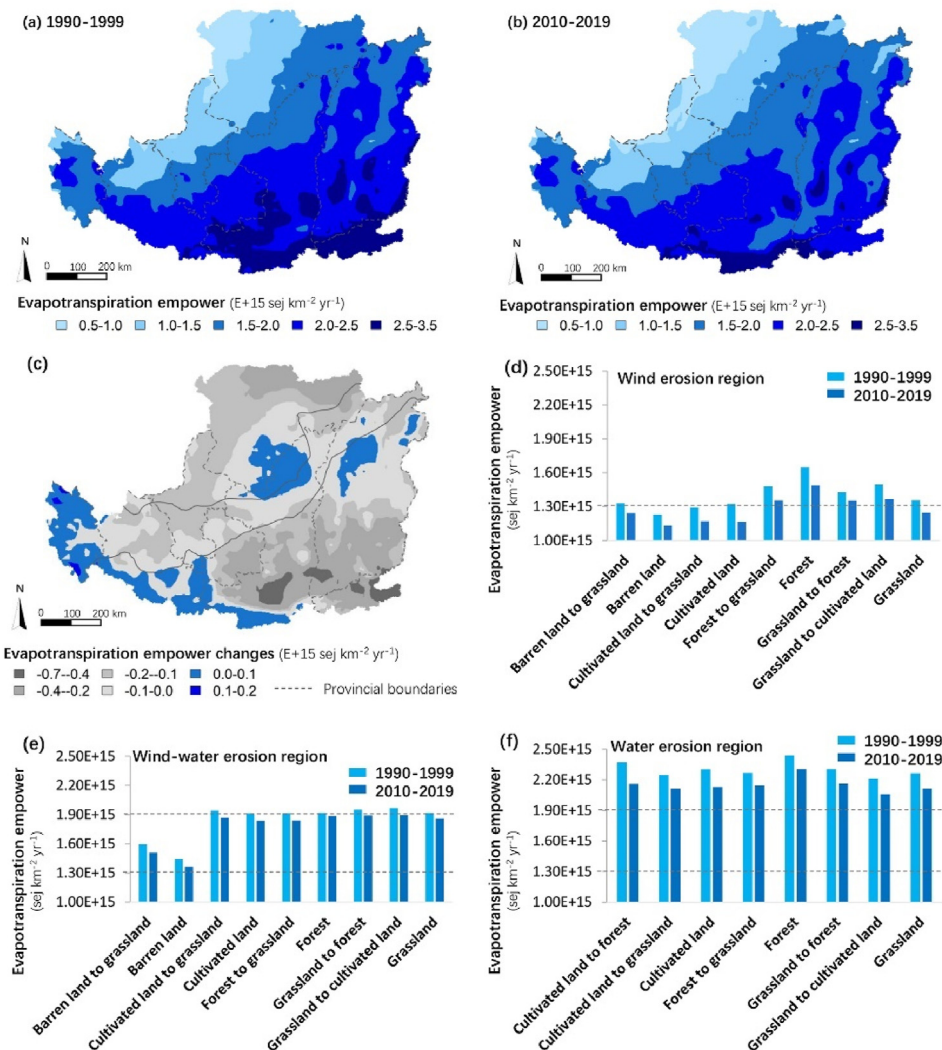 (a) 1990-1999
N
0 100 200 km
Evapotranspiration empower (E+15 sej km⁻² yr⁻¹)
0.5-1.0 1.0-1.5 1.5-2.0 2.0-2.5 2.5-3.5
(b) 2010-2019
N
0 100 200 km
Evapotranspiration empower (E+15 sej km⁻² yr⁻¹)
0.5-1.0 1.0-1.5 1.5-2.0 2.0-2.5 2.5-3.5
(c)
N
0 100 200 km
Evapotranspiration empower changes (E+15 sej km⁻² yr⁻¹)
-0.7--0.4 -0.2--0.1 0.0-0.1
-0.4--0.2 -0.1-0.0 0.1-0.2 Provincial boundaries
(d)
Wind erosion region
1990-1999
2010-2019
Evapotranspiration empower
(sej km⁻² yr⁻¹)
2.50E+15
2.20E+15
1.90E+15
1.60E+15
1.30E+15
1.00E+15
Barren land to grassland
Barren land
Cultivated land to grassland
Cultivated land
Forest to grassland
Forest
Grassland to forest
Grassland to cultivated land
Grassland
(e)
Wind-water erosion region
1990-1999
2010-2019
Evapotranspiration empower
(sej km⁻² yr⁻¹)
2.50E+15
2.20E+15
1.90E+15
1.60E+15
1.30E+15
1.00E+15
Barren land to grassland
Barren land
Cultivated land to grassland
Cultivated land
Forest to grassland
Forest
Grassland to forest
Grassland to cultivated land
Grassland
(f)
Water erosion region
1990-1999
2010-2019
Evapotranspiration empower
(sej km⁻² yr⁻¹)
2.50E+15
2.20E+15
1.90E+15
1.60E+15
1.30E+15
1.00E+15
Cultivated land to forest
Cultivated land to grassland
Cultivated land
Forest to grassland
Forest
Grassland to forest
Grassland to cultivated land
Grassland